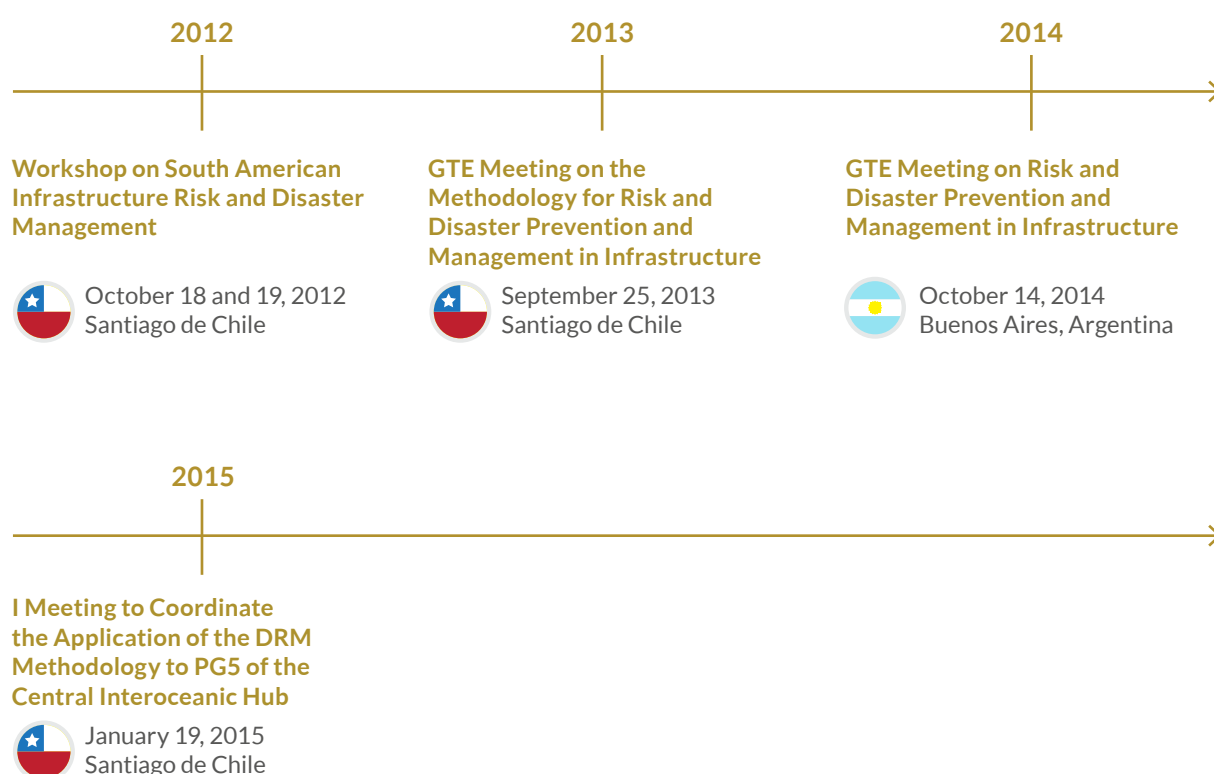 2012
2013
2014
Workshop on South American
Infrastructure Risk and Disaster
Management
October 18 and 19, 2012
Santiago de Chile
GTE Meeting on the
Methodology for Risk and
Disaster Prevention and
Management in Infrastructure
September 25, 2013
Santiago de Chile
GTE Meeting on Risk and
Disaster Prevention and
Management in Infrastructure
October 14, 2014
Buenos Aires, Argentina
2015
I Meeting to Coordinate
the Application of the DRM
Methodology to PG5 of the
Central Interoceanic Hub
January 19, 2015
Santiago de Chile